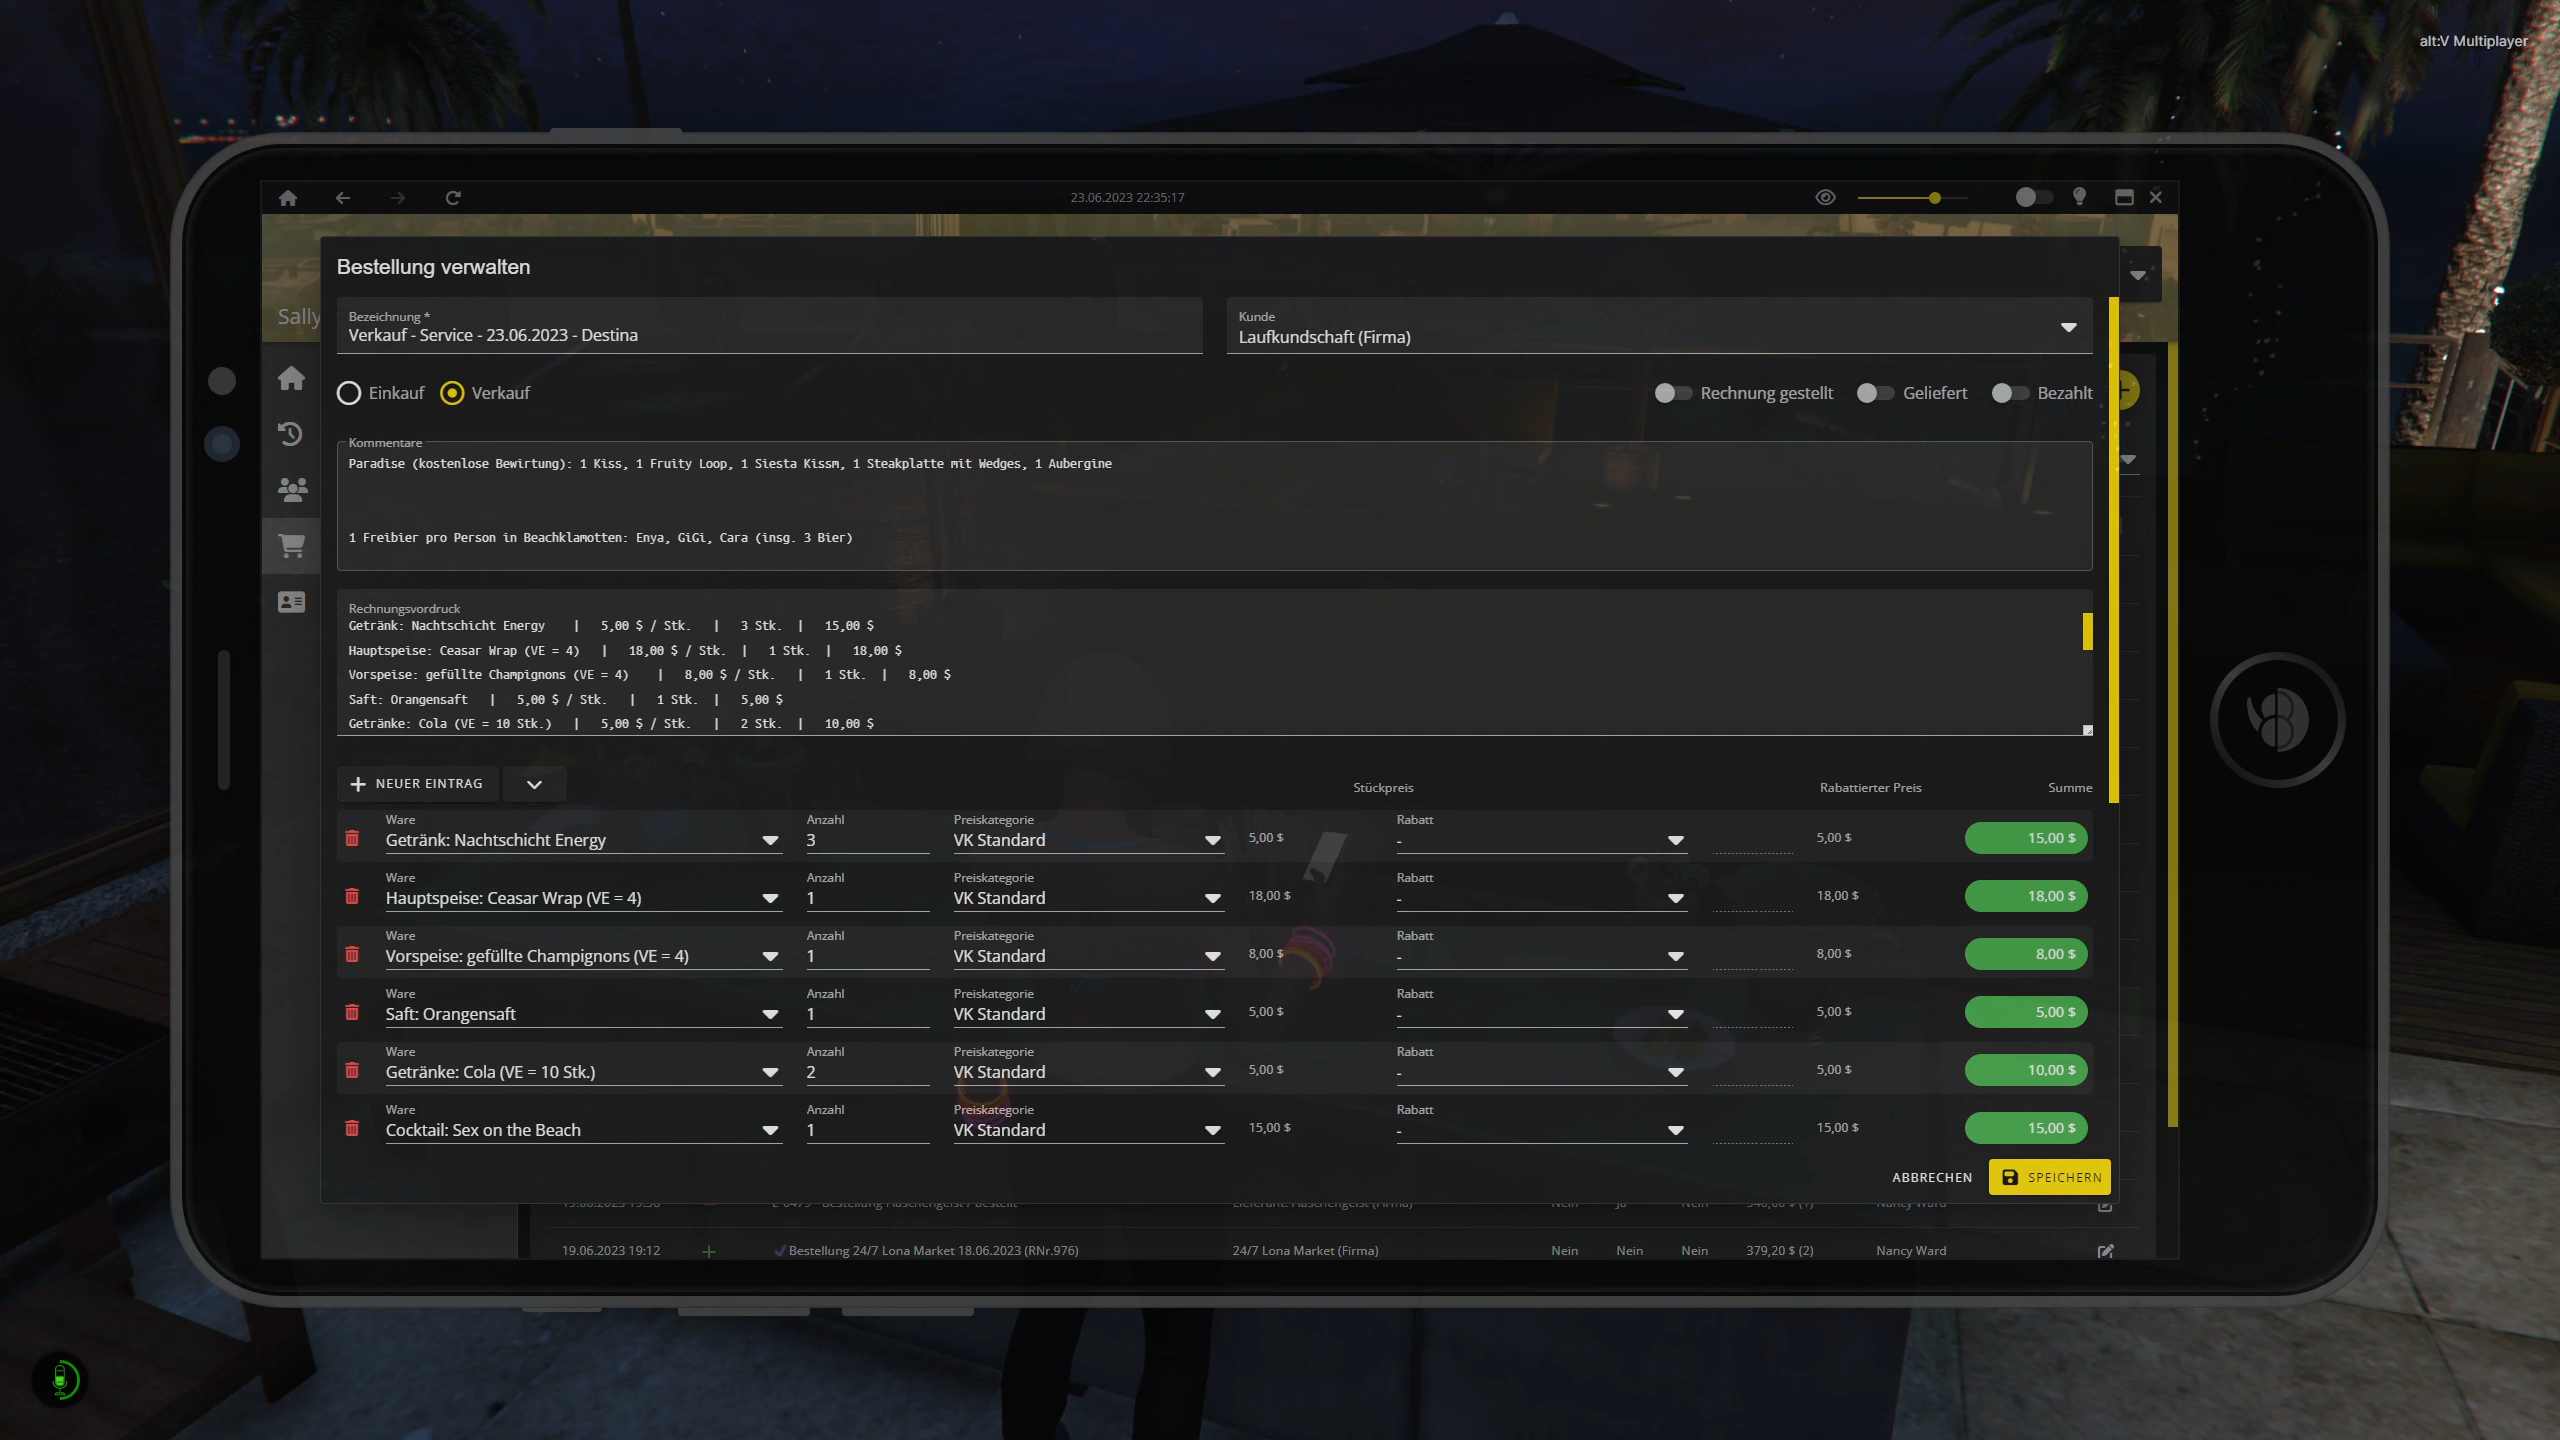 alt:V Multiplayer
23.06.2023 22:35:17
Sally
Bestellung verwalten
Bezeichnung *
Verkauf - Service - 23.06.2023 - Destina
Kunde
Laufkundschaft (Firma)
Einkauf
Verkauf
Rechnung gestellt
Geliefert
Bezahlt
Kommentare
Paradise (kostenlose Bewirtung): 1 Kiss, 1 Fruity Loop, 1 Siesta Kissm, 1 Steakplatte mit Wedges, 1 Aubergine
1 Freibier pro Person in Beachklamotten: Enya, GiGi, Cara (insg. 3 Bier)
Rechnungsvordruck
Getränk: Nachtschicht Energy | 5,00 $ / Stk. | 3 Stk. | 15,00 $
Hauptspeise: Ceasar Wrap (VE = 4) | 18,00 $ / Stk. | 1 Stk. | 18,00 $
Vorspeise: gefüllte Champignons (VE = 4) | 8,00 $ / Stk. | 1 Stk. | 8,00 $
Saft: Orangensaft | 5,00 $ / Stk. | 1 Stk. | 5,00 $
Getränke: Cola (VE = 10 Stk.) | 5,00 $ / Stk. | 2 Stk. | 10,00 $
NEUER EINTRAG
Stückpreis
Rabattierter Preis
Summe
Ware Anzahl Preiskategorie Rabatt
Getränk: Nachtschicht Energy 3 VK Standard 5,00 $ - 5,00 $ 15,00 $
Ware Anzahl Preiskategorie Rabatt
Hauptspeise: Ceasar Wrap (VE = 4) 1 VK Standard 18,00 $ - 18,00 $ 18,00 $
Ware Anzahl Preiskategorie Rabatt
Vorspeise: gefüllte Champignons (VE = 4) 1 VK Standard 8,00 $ - 8,00 $ 8,00 $
Ware Anzahl Preiskategorie Rabatt
Saft: Orangensaft 1 VK Standard 5,00 $ - 5,00 $ 5,00 $
Ware Anzahl Preiskategorie Rabatt
Getränke: Cola (VE = 10 Stk.) 2 VK Standard 5,00 $ - 5,00 $ 10,00 $
Ware Anzahl Preiskategorie Rabatt
Cocktail: Sex on the Beach 1 VK Standard 15,00 $ - 15,00 $ 15,00 $
ABBRECHEN
SPEICHERN
19.06.2023 19:12 Bestellung 24/7 Lona Market 18.06.2023 (RNr.976) 24/7 Lona Market (Firma) Nein Nein Nein 379,20 $ (2) Nancy Ward